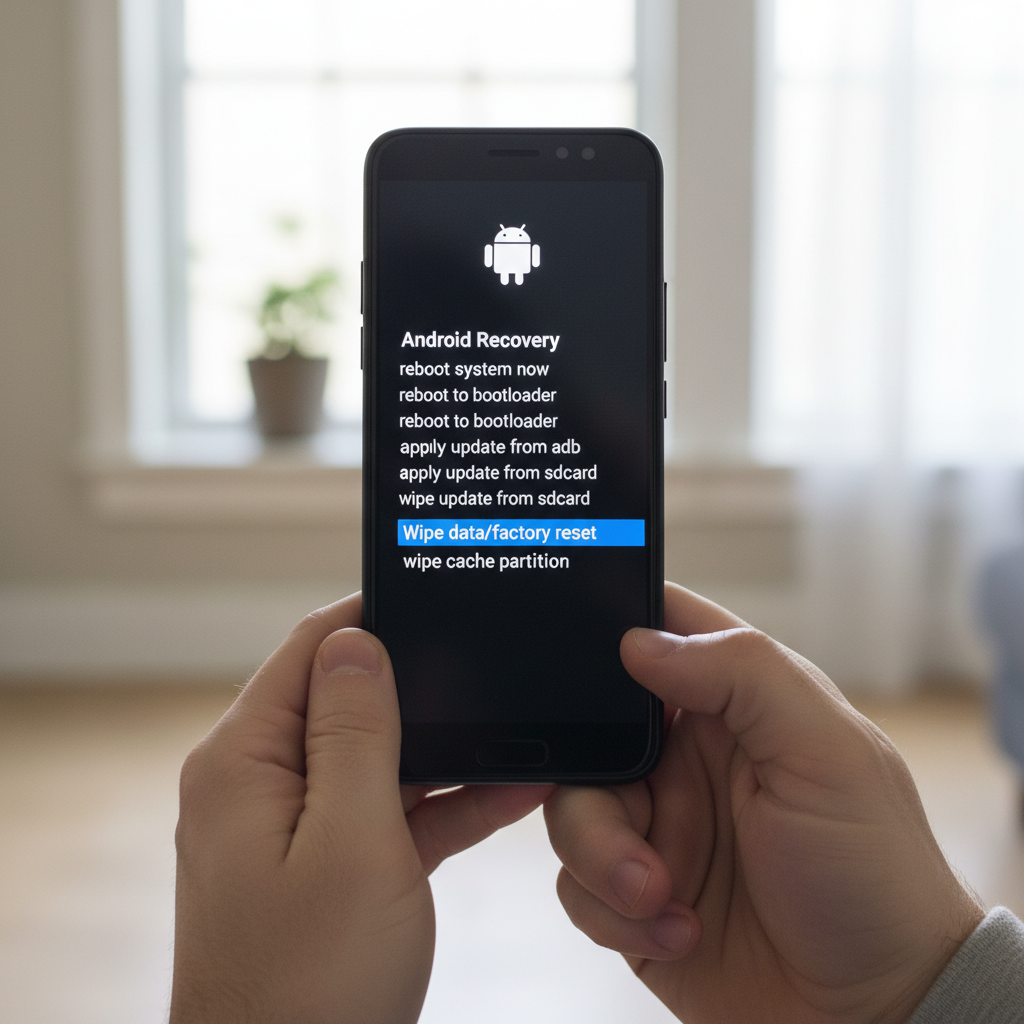 Android Recovery
reboot system now
reboot to bootloader
reboot to bootloader
apply update from adb
apply update from sdcard
wipe update from sdcard
Wipe data/factory reset
wipe cache partition